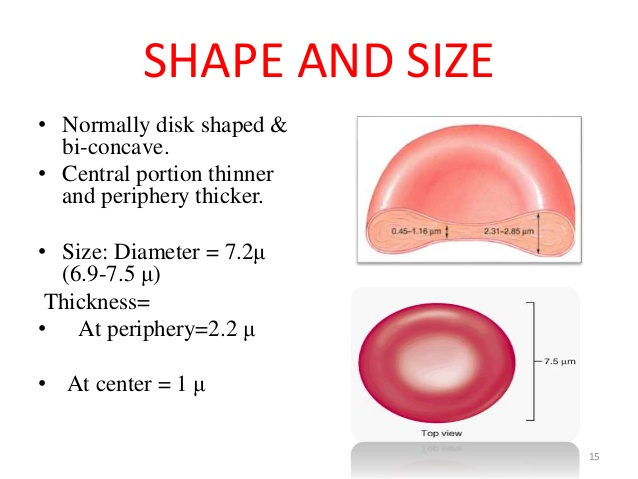 SHAPE AND SIZE
• Normally disk shaped &
bi-concave.
• Central portion thinner
and periphery thicker.
• Size: Diameter = 7.2μ
(6.9-7.5 μ)
Thickness=
• At periphery=2.2 μ
• At center = 1 μ
0.45–1.16 μm
2.31–2.85 μm
7.5 μm
Top view
15